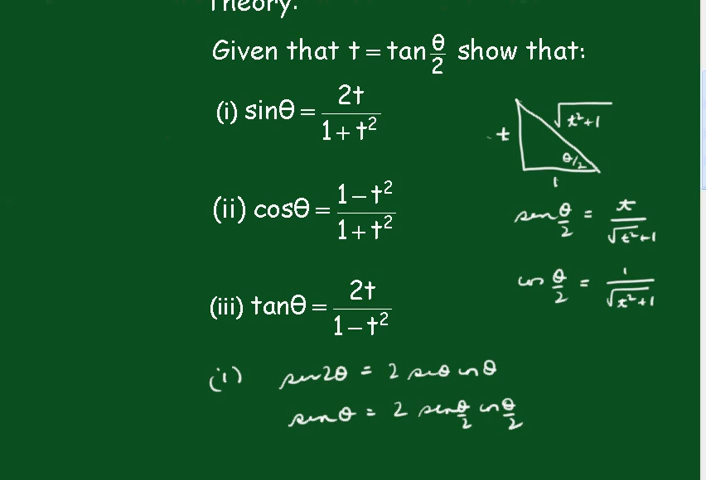 Theory:
Given that t = tan θ/2 show that:
(i) sinθ = 2t/(1 + t²)
(ii) cosθ = (1 − t²)/(1 + t²)
(iii) tanθ = 2t/(1 − t²)
t
√(t²+1)
θ/2
1
sin θ/2 = t/√(t²+1)
cos θ/2 = 1/√(t²+1)
(i) sin2θ = 2 sinθ cosθ
sinθ = 2 sin θ/2 cos θ/2